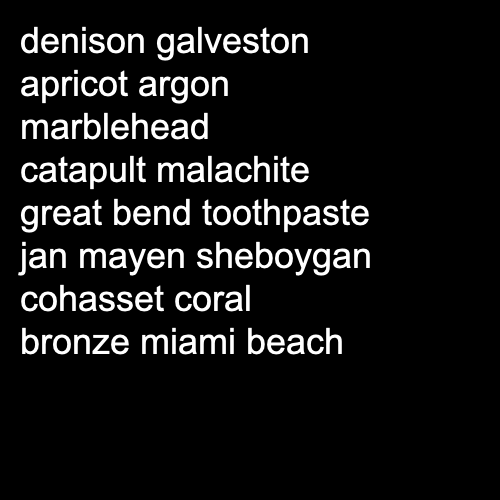 denison galveston
apricot argon
marblehead
catapult malachite
great bend toothpaste
jan mayen sheboygan
cohasset coral
bronze miami beach